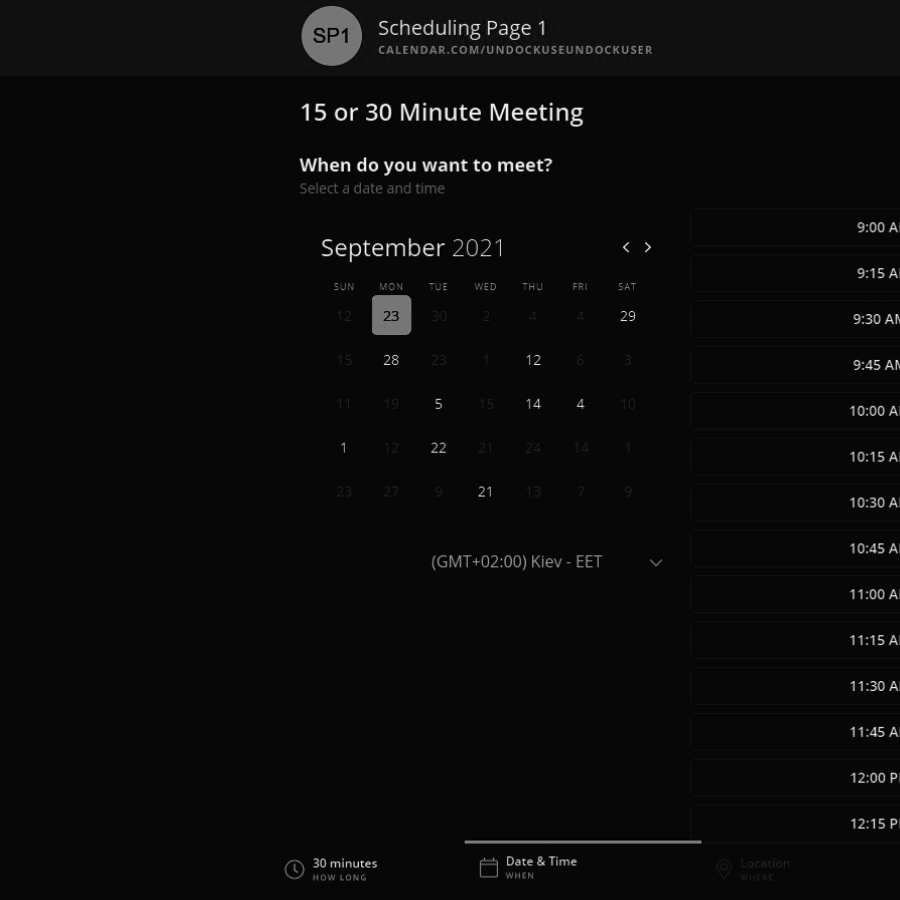 SP1
Scheduling Page 1
CALENDAR.COM/UNDOCKUSEUNDOCKUSER
15 or 30 Minute Meeting
When do you want to meet?
Select a date and time
September 2021
SUN MON TUE WED THU FRI SAT
12 23 30 2 4 4 29
15 28 23 1 12 6 3
11 19 5 15 14 4 10
1 12 22 21 24 14 1
23 27 9 21 13 7 9
(GMT+02:00) Kiev - EET
9:00 A
9:15 A
9:30 AM
9:45 AM
10:00 A
10:15 A
10:30 A
10:45 A
11:00 A
11:15 A
11:30 A
11:45 A
12:00 P
12:15 P
30 minutes
HOW LONG
Date & Time
WHEN
Location
WHERE